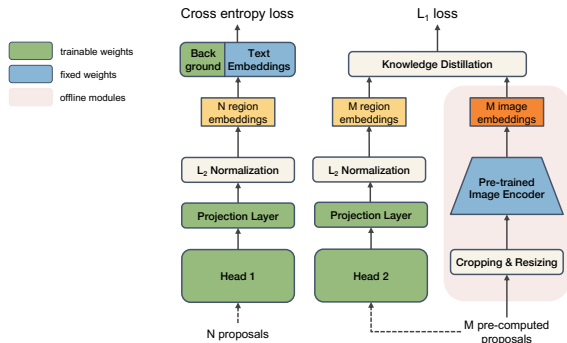 Cross entropy loss
L₁ loss
trainable weights
fixed weights
offline modules
Back
ground
Text
Embeddings
Knowledge Distillation
N region
embeddings
M region
embeddings
M image
embeddings
L₂ Normalization
L₂ Normalization
Pre-trained
Image Encoder
Projection Layer
Projection Layer
Head 1
Head 2
Cropping & Resizing
N proposals
M pre-computed
proposals